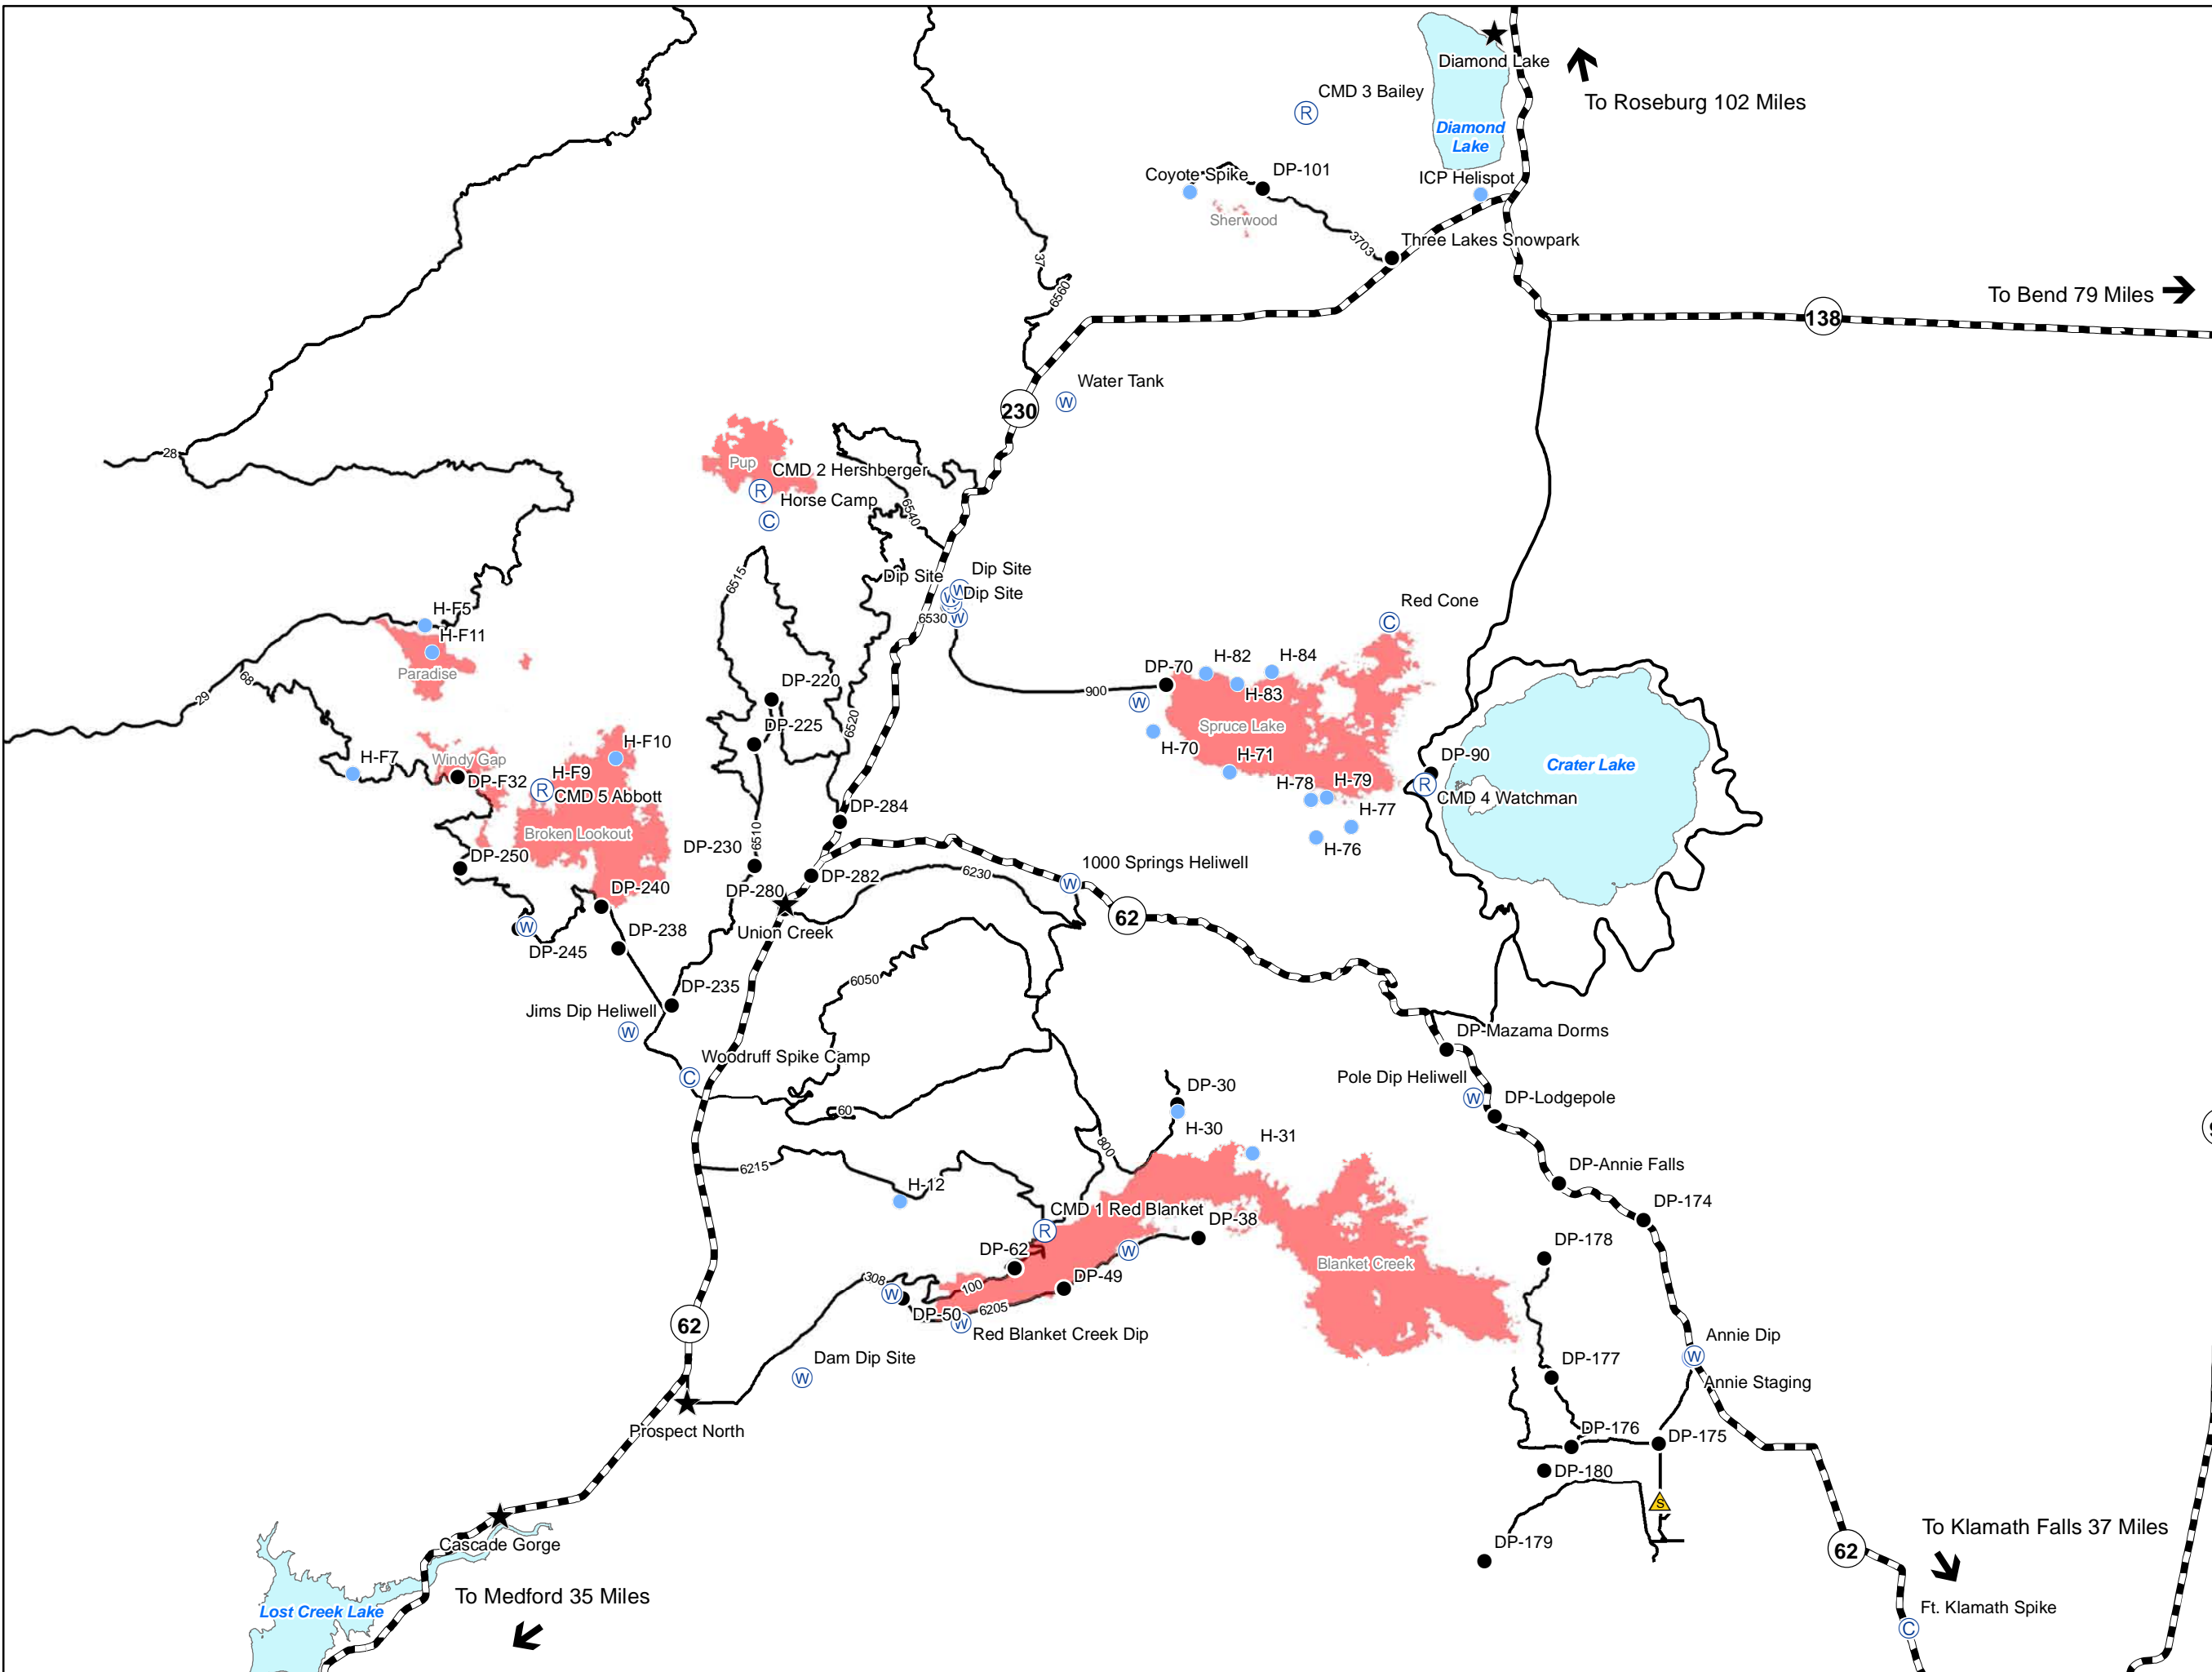 Diamond Lake
To Roseburg 102 Miles
CMD 3 Bailey
R
Diamond
Lake
Coyote Spike
DP-101
ICP Helispot
Sherwood
3703
Three Lakes Snowpark
37
6560
To Bend 79 Miles
138
Water Tank
W
230
28
Pup
CMD 2 Hershberger
R
Horse Camp
C
6540
6515
Dip Site
Dip Site
Dip Site
W
W
W
6530
H-F5
H-F11
Paradise
68
29
Red Cone
C
DP-70
H-82
H-84
H-83
900
W
Spruce Lake
H-70
H-71
H-78
H-79
H-77
H-76
DP-90
R
CMD 4 Watchman
Crater Lake
DP-220
DP-225
6520
H-F10
H-F7
Windy Gap
DP-F32
H-F9
R
CMD 5 Abbott
Broken Lookout
DP-284
6510
DP-230
DP-250
DP-280
DP-282
6230
1000 Springs Heliwell
W
62
DP-240
Union Creek
W
DP-245
DP-238
6050
DP-235
Jims Dip Heliwell
W
DP-Mazama Dorms
Woodruff Spike Camp
C
Pole Dip Heliwell
W
DP-Lodgepole
60
DP-30
H-30
800
H-31
6215
DP-Annie Falls
H-12
DP-174
CMD 1 Red Blanket
R
DP-38
DP-62
W
DP-178
Blanket Creek
308
100
DP-49
W
DP-50
6205
W
Red Blanket Creek Dip
62
Annie Dip
W
Dam Dip Site
W
DP-177
Annie Staging
Prospect North
DP-176
DP-175
DP-180
S
Cascade Gorge
DP-179
To Klamath Falls 37 Miles
62
To Medford 35 Miles
Lost Creek Lake
Ft. Klamath Spike
C